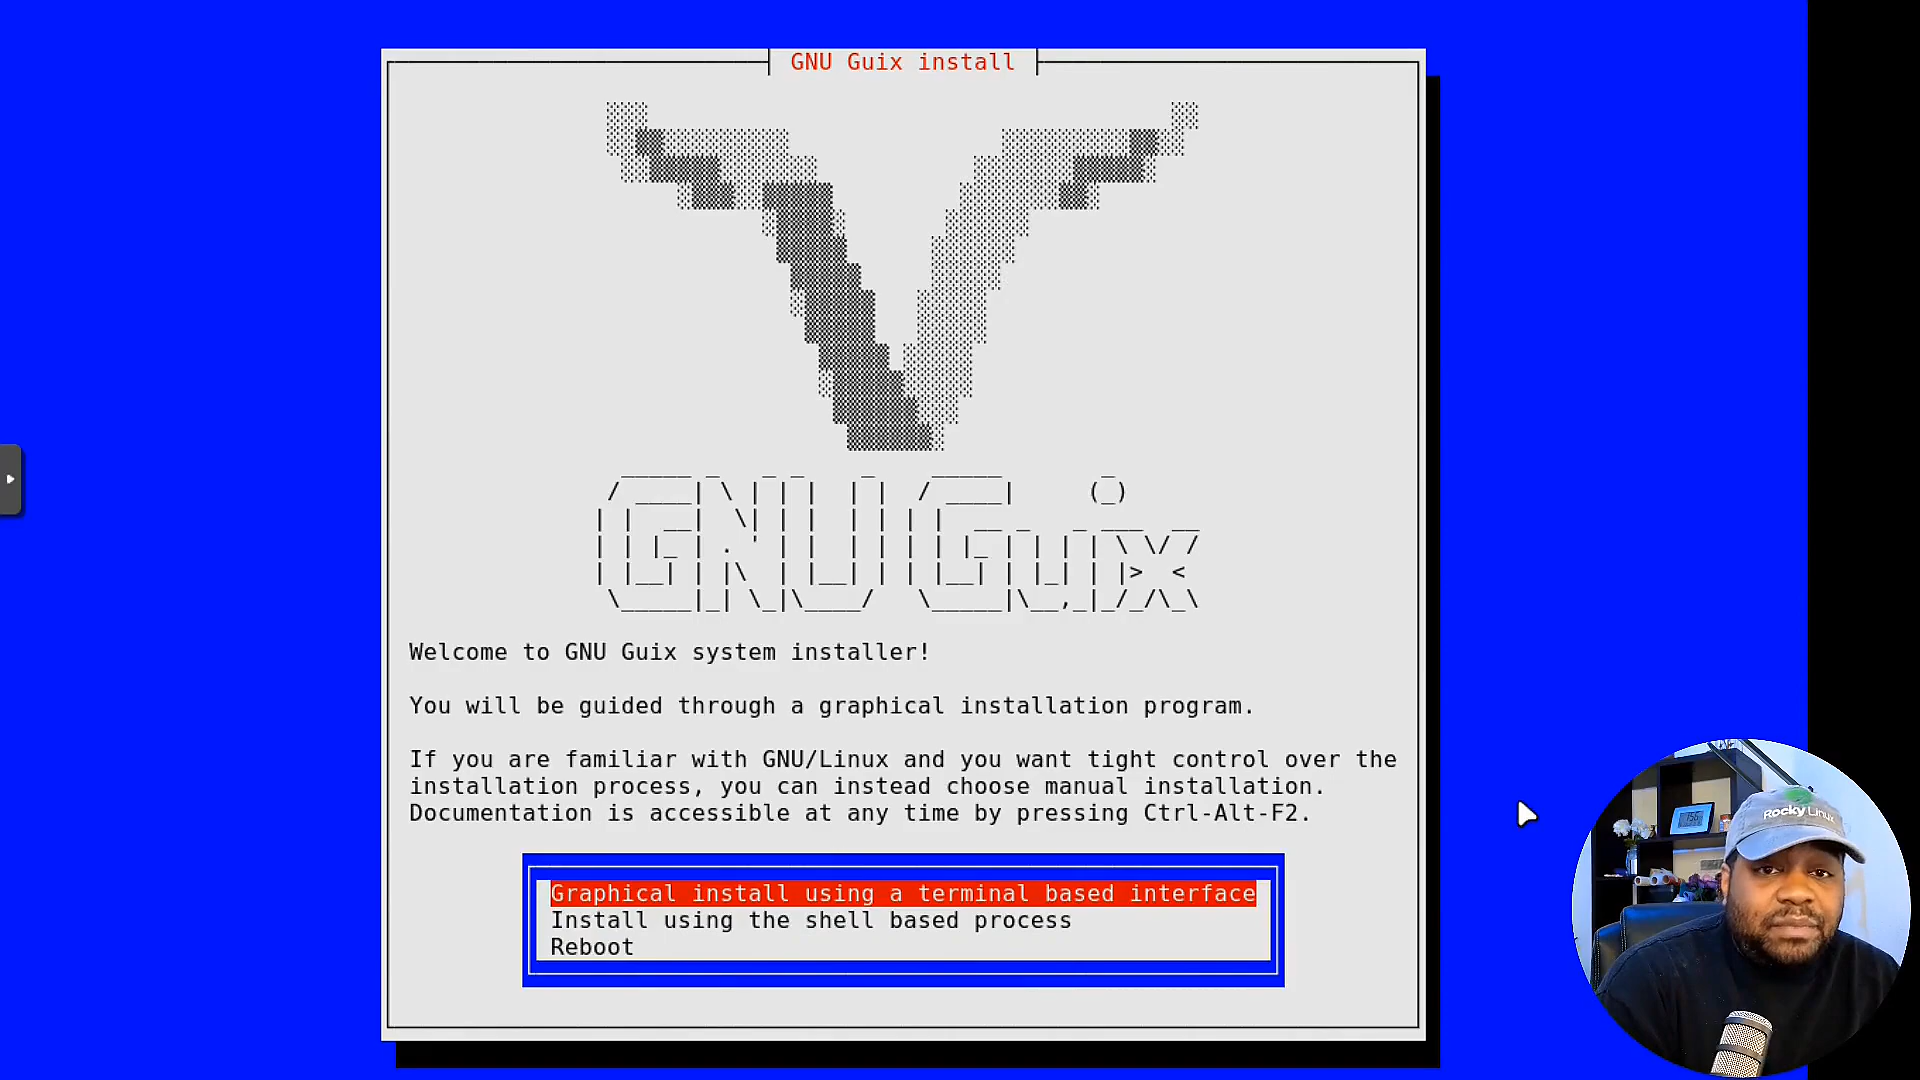 GNU Guix install
GNU Guix
Welcome to GNU Guix system installer!
You will be guided through a graphical installation program.
If you are familiar with GNU/Linux and you want tight control over the
installation process, you can instead choose manual installation.
Documentation is accessible at any time by pressing Ctrl-Alt-F2.
Graphical install using a terminal based interface
Install using the shell based process
Reboot
Rocky Linux